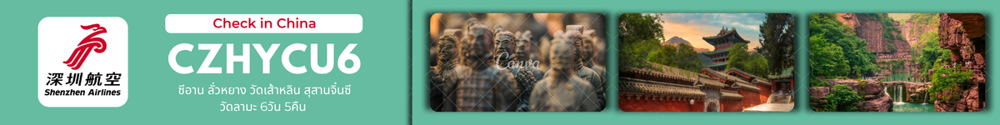 深圳航空
Shenzhen Airlines
Check in China
CZHYCU6
ซีอาน ลั่วหยาง วัดเส้าหลิน สุสานจิ๋นซี
วัดลามะ 6วัน 5คืน
Canva